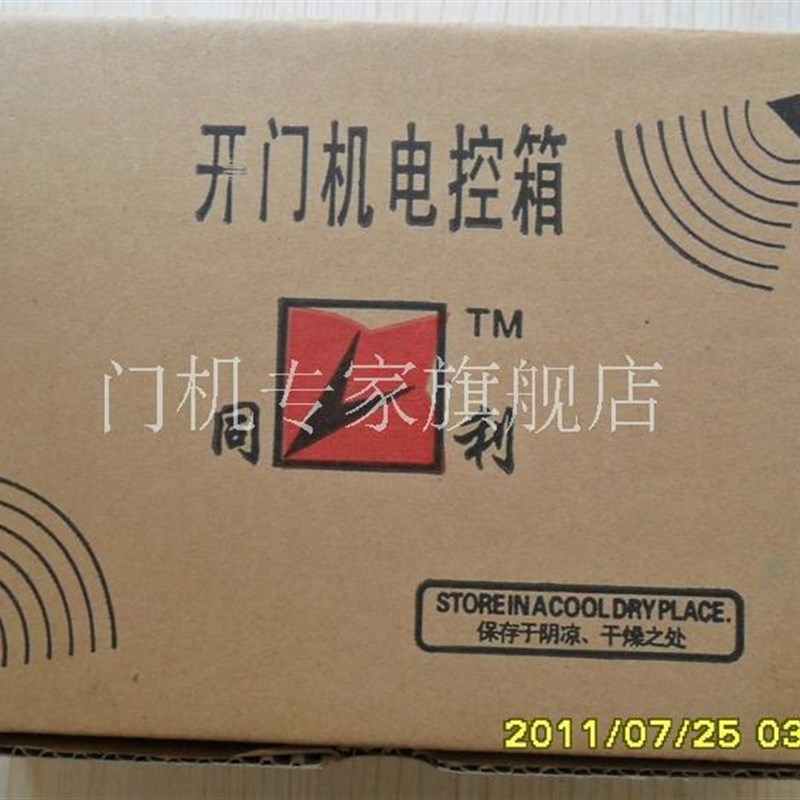 开门机电控箱
TM
门机专家旗舰店
同 利
STORE IN A COOL DRY PLACE.
保存于阴凉、干燥之处
2011/07/25 03